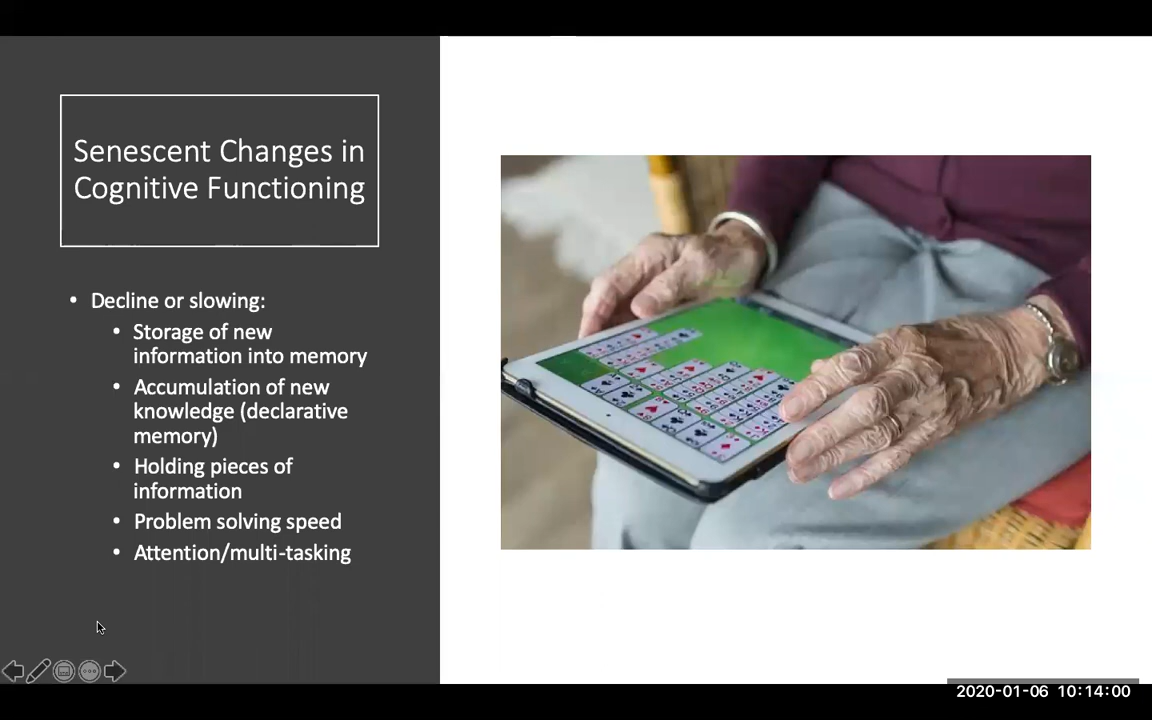 Senescent Changes in
Cognitive Functioning
• Decline or slowing:
• Storage of new
information into memory
• Accumulation of new
knowledge (declarative
memory)
• Holding pieces of
information
• Problem solving speed
• Attention/multi-tasking
2020-01-06 10:14:00